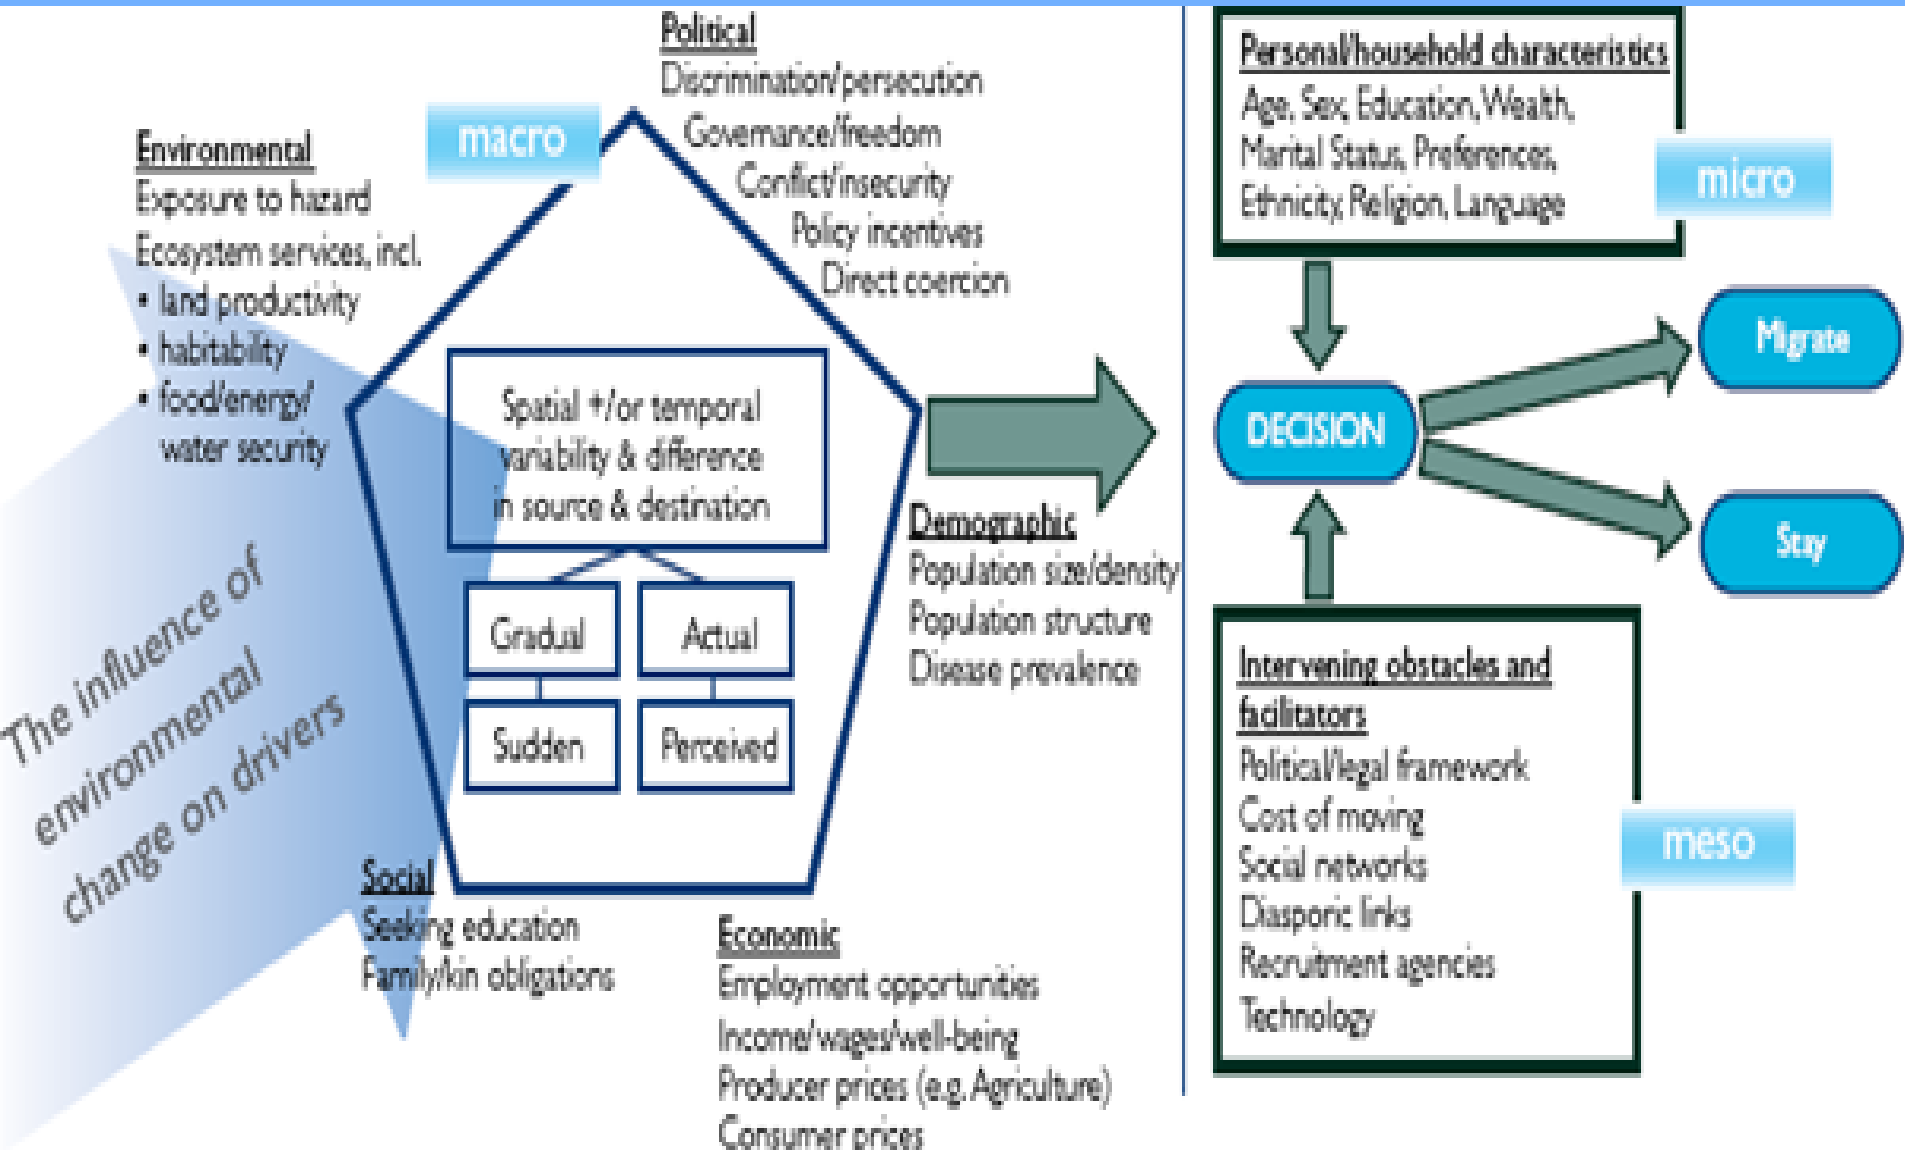 Political
Discrimination/persecution
Governance/freedom
Conflict/insecurity
Policy incentives
Direct coercion
macro
Environmental
Exposure to hazard
Ecosystem services, incl.
• land productivity
• habitability
• food/energy/
water security
Spatial +/or temporal
variability & difference
in source & destination
Gradual
Actual
Sudden
Perceived
The influence of
environmental
change on drivers
Demographic
Population size/density
Population structure
Disease prevalence
Social
Seeking education
Family/kin obligations
Economic
Employment opportunities
Income/wages/well-being
Producer prices (e.g. Agriculture)
Consumer prices
Personal/household characteristics
Age, Sex, Education, Wealth,
Marital Status, Preferences,
Ethnicity, Religion, Language
micro
DECISION
Migrate
Stay
Intervening obstacles and
facilitators
Political/legal framework
Cost of moving
Social networks
Diasporic links
Recruitment agencies
Technology
meso